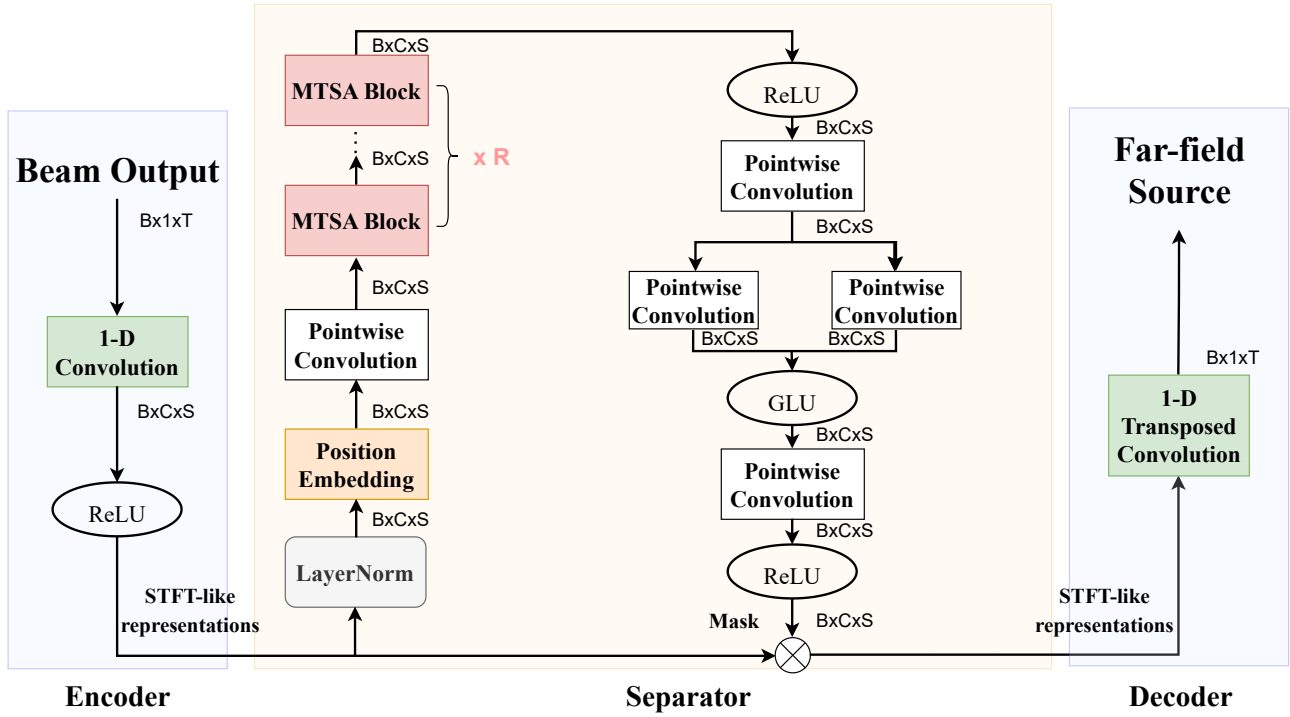 Beam Output
Bx1xT
1-D
Convolution
BxCxS
ReLU
STFT-like
representations
Encoder
BxCxS
MTSA Block
BxCxS
x R
MTSA Block
BxCxS
Pointwise
Convolution
BxCxS
Position
Embedding
BxCxS
LayerNorm
ReLU
BxCxS
Pointwise
Convolution
BxCxS
Pointwise
Convolution
BxCxS
Pointwise
Convolution
BxCxS
GLU
BxCxS
Pointwise
Convolution
BxCxS
ReLU
Mask
BxCxS
Separator
Far-field
Source
Bx1xT
1-D
Transposed
Convolution
STFT-like
representations
Decoder